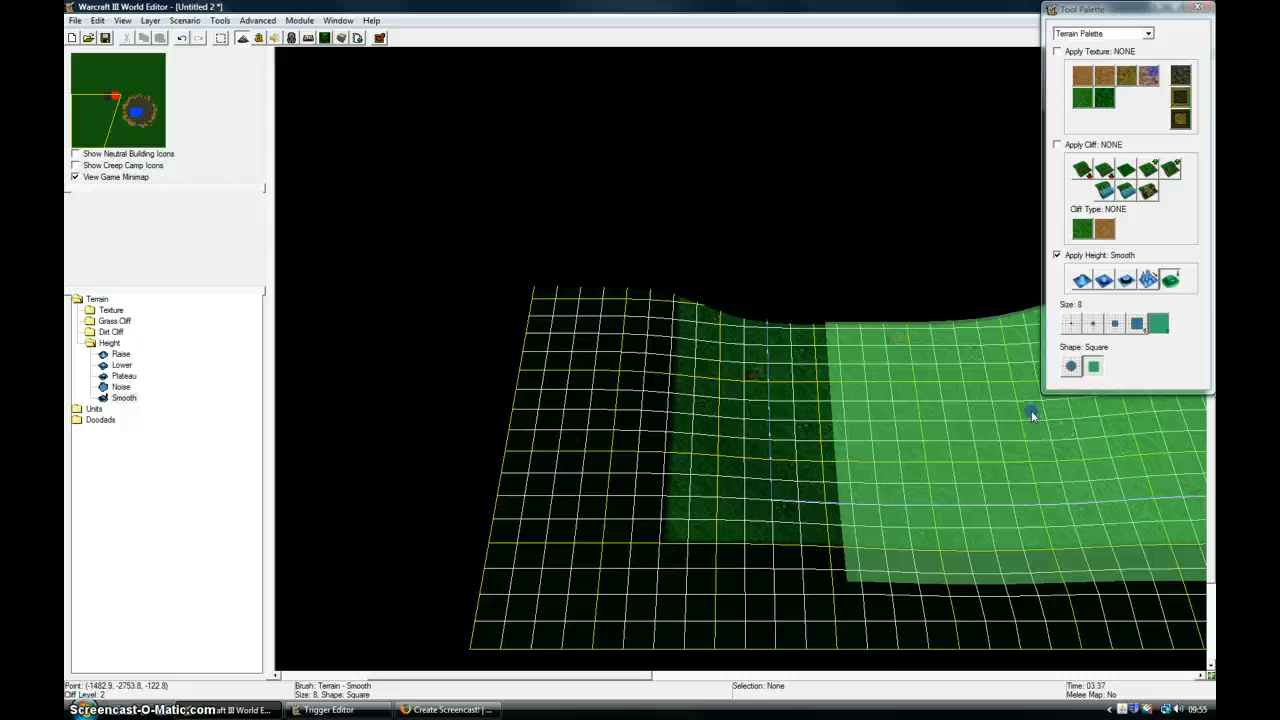 Warcraft III World Editor - [Untitled 2 *]
File Edit View Layer Scenario Tools Advanced Module Window Help
Show Neutral Building Icons
Show Creep Camp Icons
View Game Minimap
Terrain
Texture
Grass Cliff
Dirt Cliff
Height
Raise
Lower
Plateau
Noise
Smooth
Units
Doodads
Tool Palette
Terrain Palette
Apply Texture: NONE
Apply Cliff: NONE
Cliff Type: NONE
Apply Height: Smooth
Size: 8
Shape: Square
Point: (-1482.9, -2753.8, -122.8)
Cliff Level: 2
Brush: Terrain - Smooth
Size: 8, Shape: Square
Selection: None
Time: 03:37
Melee Map: No
Screencast-O-Matic.com
craft III World E...
Trigger Editor
Create Screencast! | ...
09:55